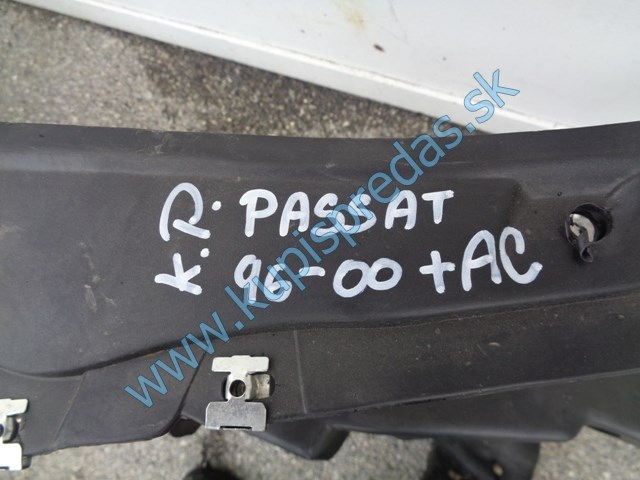 R. PASSAT
K. 96-00 +AC
www.kupispredas.sk